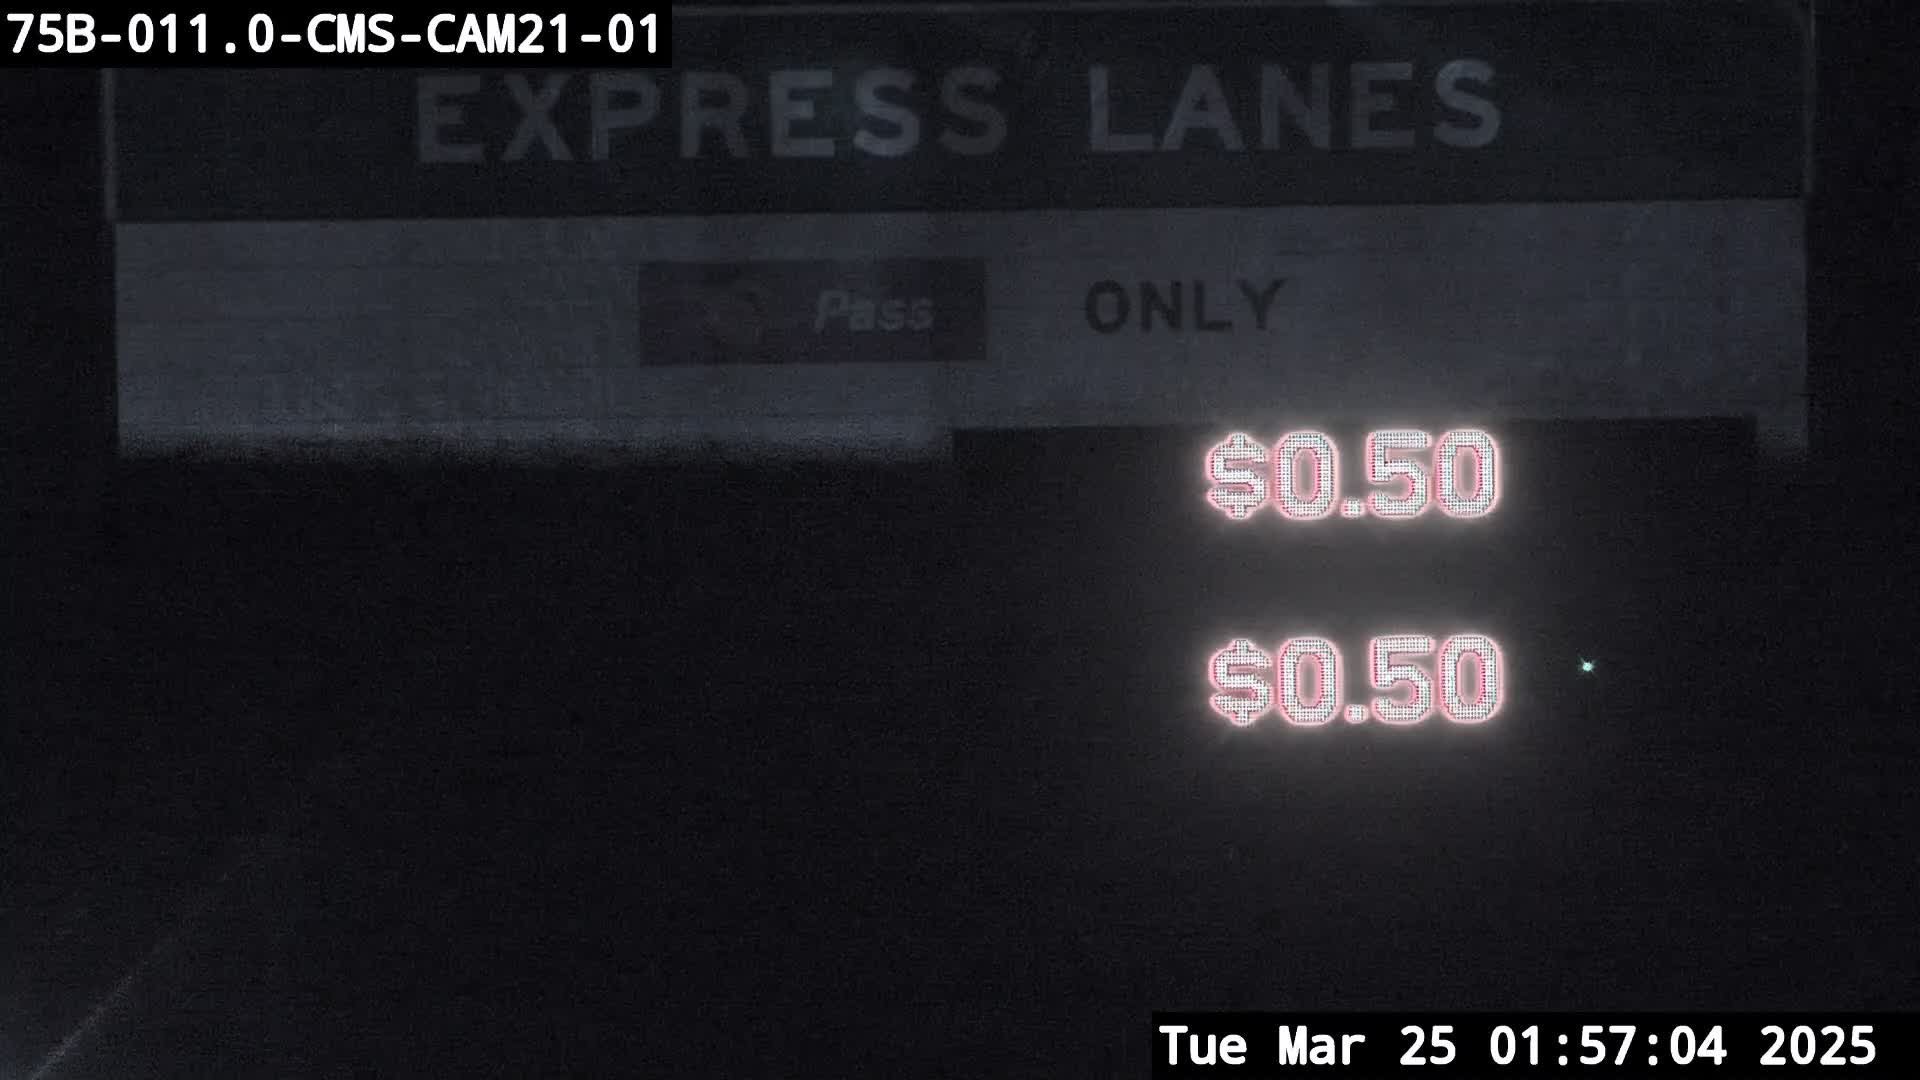 75B-011.0-CMS-CAM21-01
EXPRESS LANES
Pass ONLY
$0.50
$0.50
Tue Mar 25 01:57:04 2025